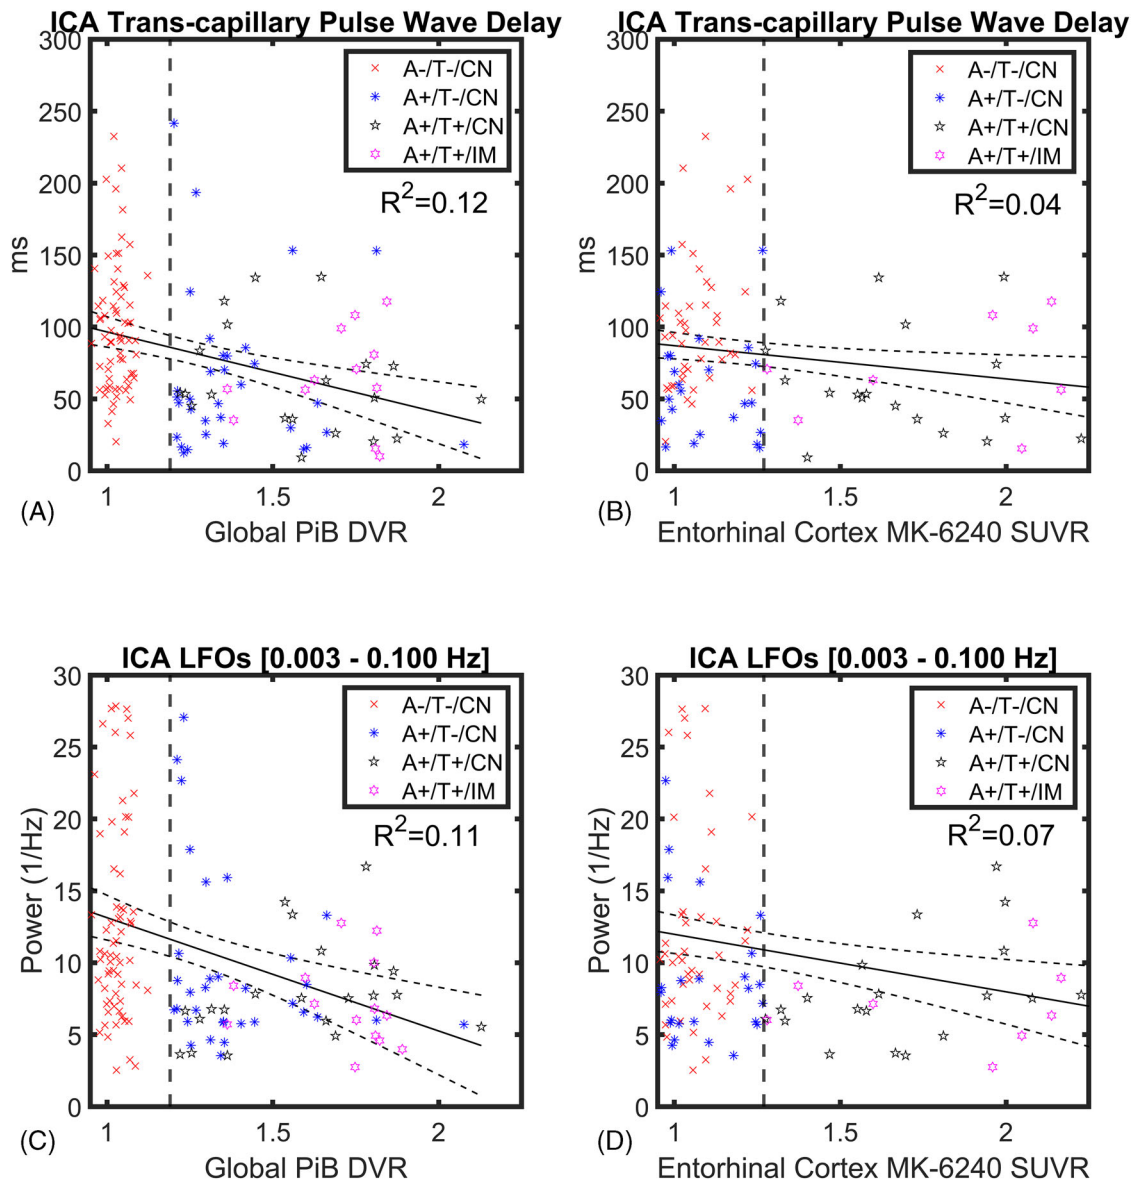 ICA Trans-capillary Pulse Wave Delay
300
250
200
150
100
50
0
ms
A-/T-/CN
A+/T-/CN
A+/T+/CN
A+/T+/IM
R²=0.12
1
1.5
2
(A)
Global PiB DVR
ICA Trans-capillary Pulse Wave Delay
300
250
200
150
100
50
0
ms
A-/T-/CN
A+/T-/CN
A+/T+/CN
A+/T+/IM
R²=0.04
1
1.5
2
(B)
Entorhinal Cortex MK-6240 SUVR
ICA LFOs [0.003 - 0.100 Hz]
30
25
20
15
10
5
0
Power (1/Hz)
A-/T-/CN
A+/T-/CN
A+/T+/CN
A+/T+/IM
R²=0.11
1
1.5
2
(C)
Global PiB DVR
ICA LFOs [0.003 - 0.100 Hz]
30
25
20
15
10
5
0
Power (1/Hz)
A-/T-/CN
A+/T-/CN
A+/T+/CN
A+/T+/IM
R²=0.07
1
1.5
2
(D)
Entorhinal Cortex MK-6240 SUVR